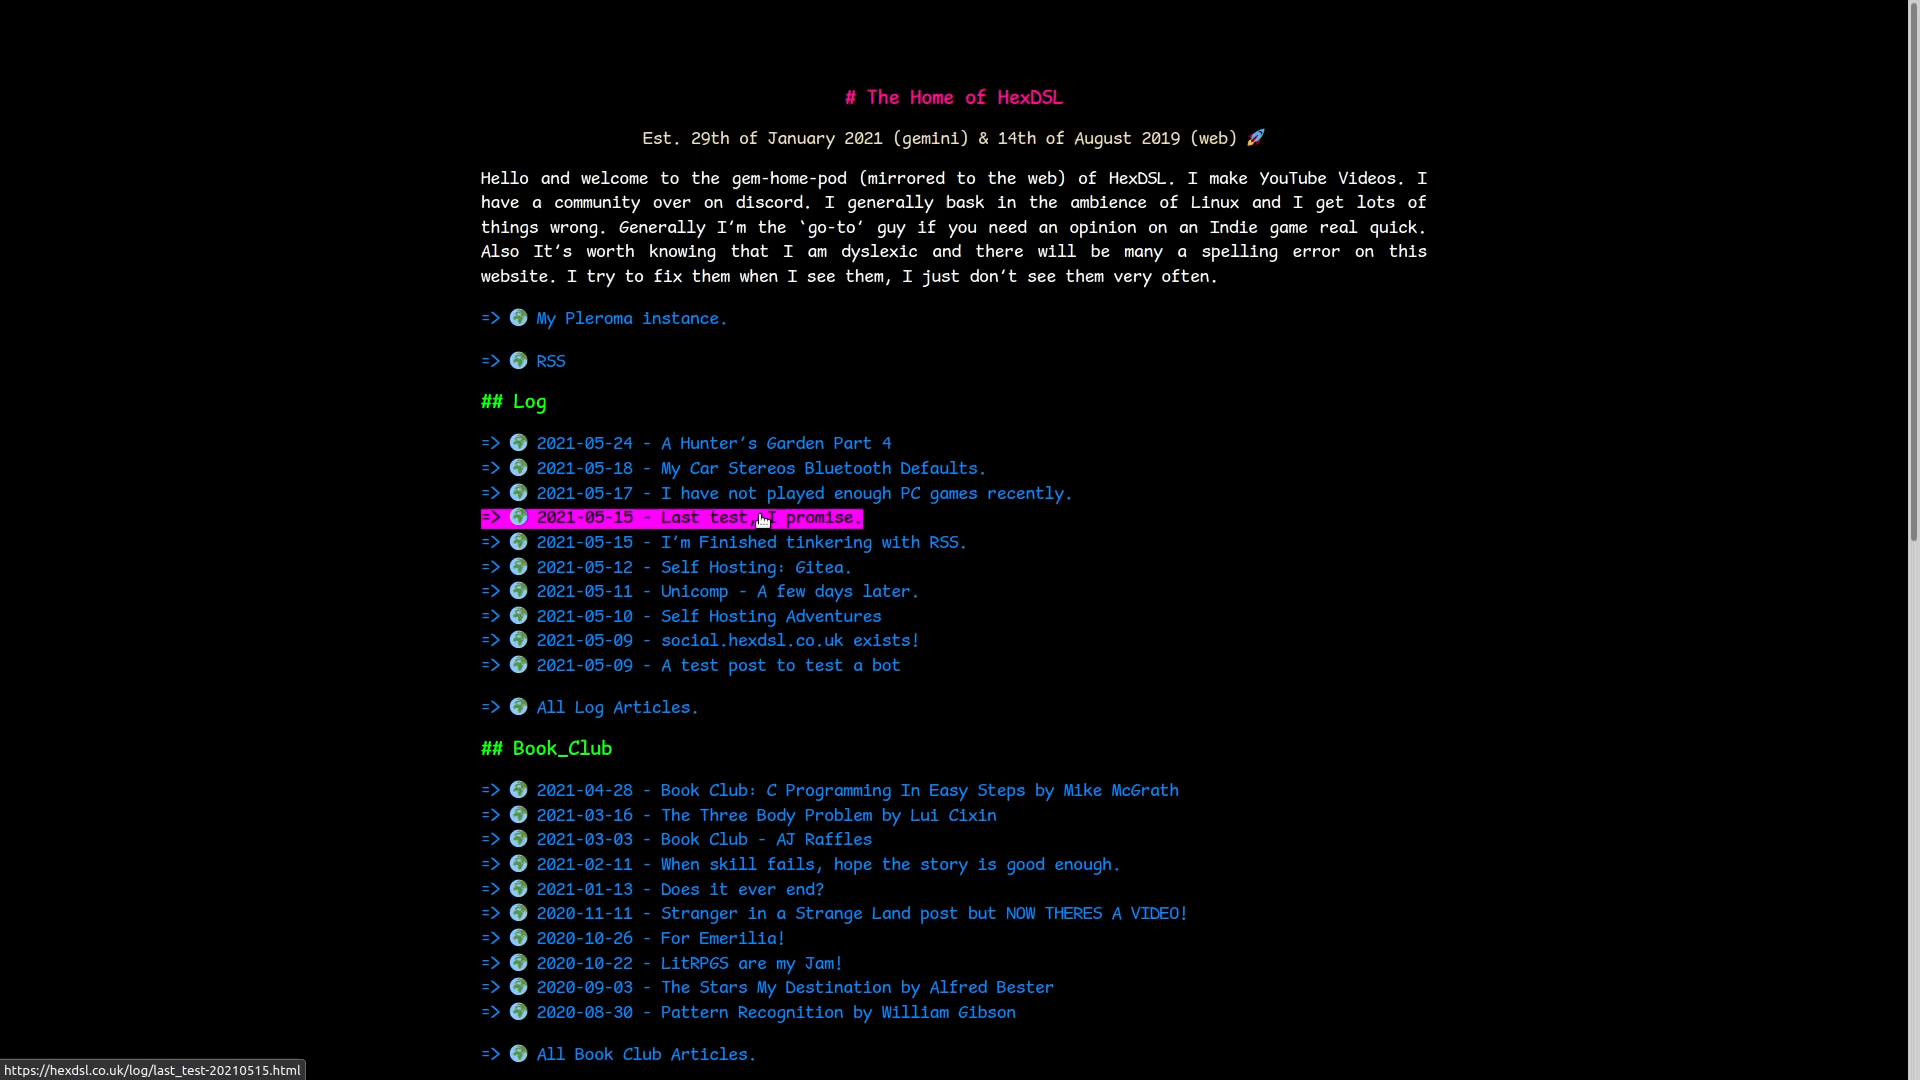 # The Home of HexDSL
Est. 29th of January 2021 (gemini) & 14th of August 2019 (web) 🚀
Hello and welcome to the gem-home-pod (mirrored to the web) of HexDSL. I make YouTube Videos. I
have a community over on discord. I generally bask in the ambience of Linux and I get lots of
things wrong. Generally I’m the ‘go-to’ guy if you need an opinion on an Indie game real quick.
Also It’s worth knowing that I am dyslexic and there will be many a spelling error on this
website. I try to fix them when I see them, I just don’t see them very often.
=> 🌍 My Pleroma instance.
=> 🌍 RSS
## Log
=> 🌍 2021-05-24 - A Hunter’s Garden Part 4
=> 🌍 2021-05-18 - My Car Stereos Bluetooth Defaults.
=> 🌍 2021-05-17 - I have not played enough PC games recently.
=> 🌍 2021-05-15 - Last test, I promise.
=> 🌍 2021-05-15 - I’m Finished tinkering with RSS.
=> 🌍 2021-05-12 - Self Hosting: Gitea.
=> 🌍 2021-05-11 - Unicomp - A few days later.
=> 🌍 2021-05-10 - Self Hosting Adventures
=> 🌍 2021-05-09 - social.hexdsl.co.uk exists!
=> 🌍 2021-05-09 - A test post to test a bot
=> 🌍 All Log Articles.
## Book_Club
=> 🌍 2021-04-28 - Book Club: C Programming In Easy Steps by Mike McGrath
=> 🌍 2021-03-16 - The Three Body Problem by Lui Cixin
=> 🌍 2021-03-03 - Book Club - AJ Raffles
=> 🌍 2021-02-11 - When skill fails, hope the story is good enough.
=> 🌍 2021-01-13 - Does it ever end?
=> 🌍 2020-11-11 - Stranger in a Strange Land post but NOW THERES A VIDEO!
=> 🌍 2020-10-26 - For Emerilia!
=> 🌍 2020-10-22 - LitRPGS are my Jam!
=> 🌍 2020-09-03 - The Stars My Destination by Alfred Bester
=> 🌍 2020-08-30 - Pattern Recognition by William Gibson
=> 🌍 All Book Club Articles.
https://hexdsl.co.uk/log/last_test-20210515.html